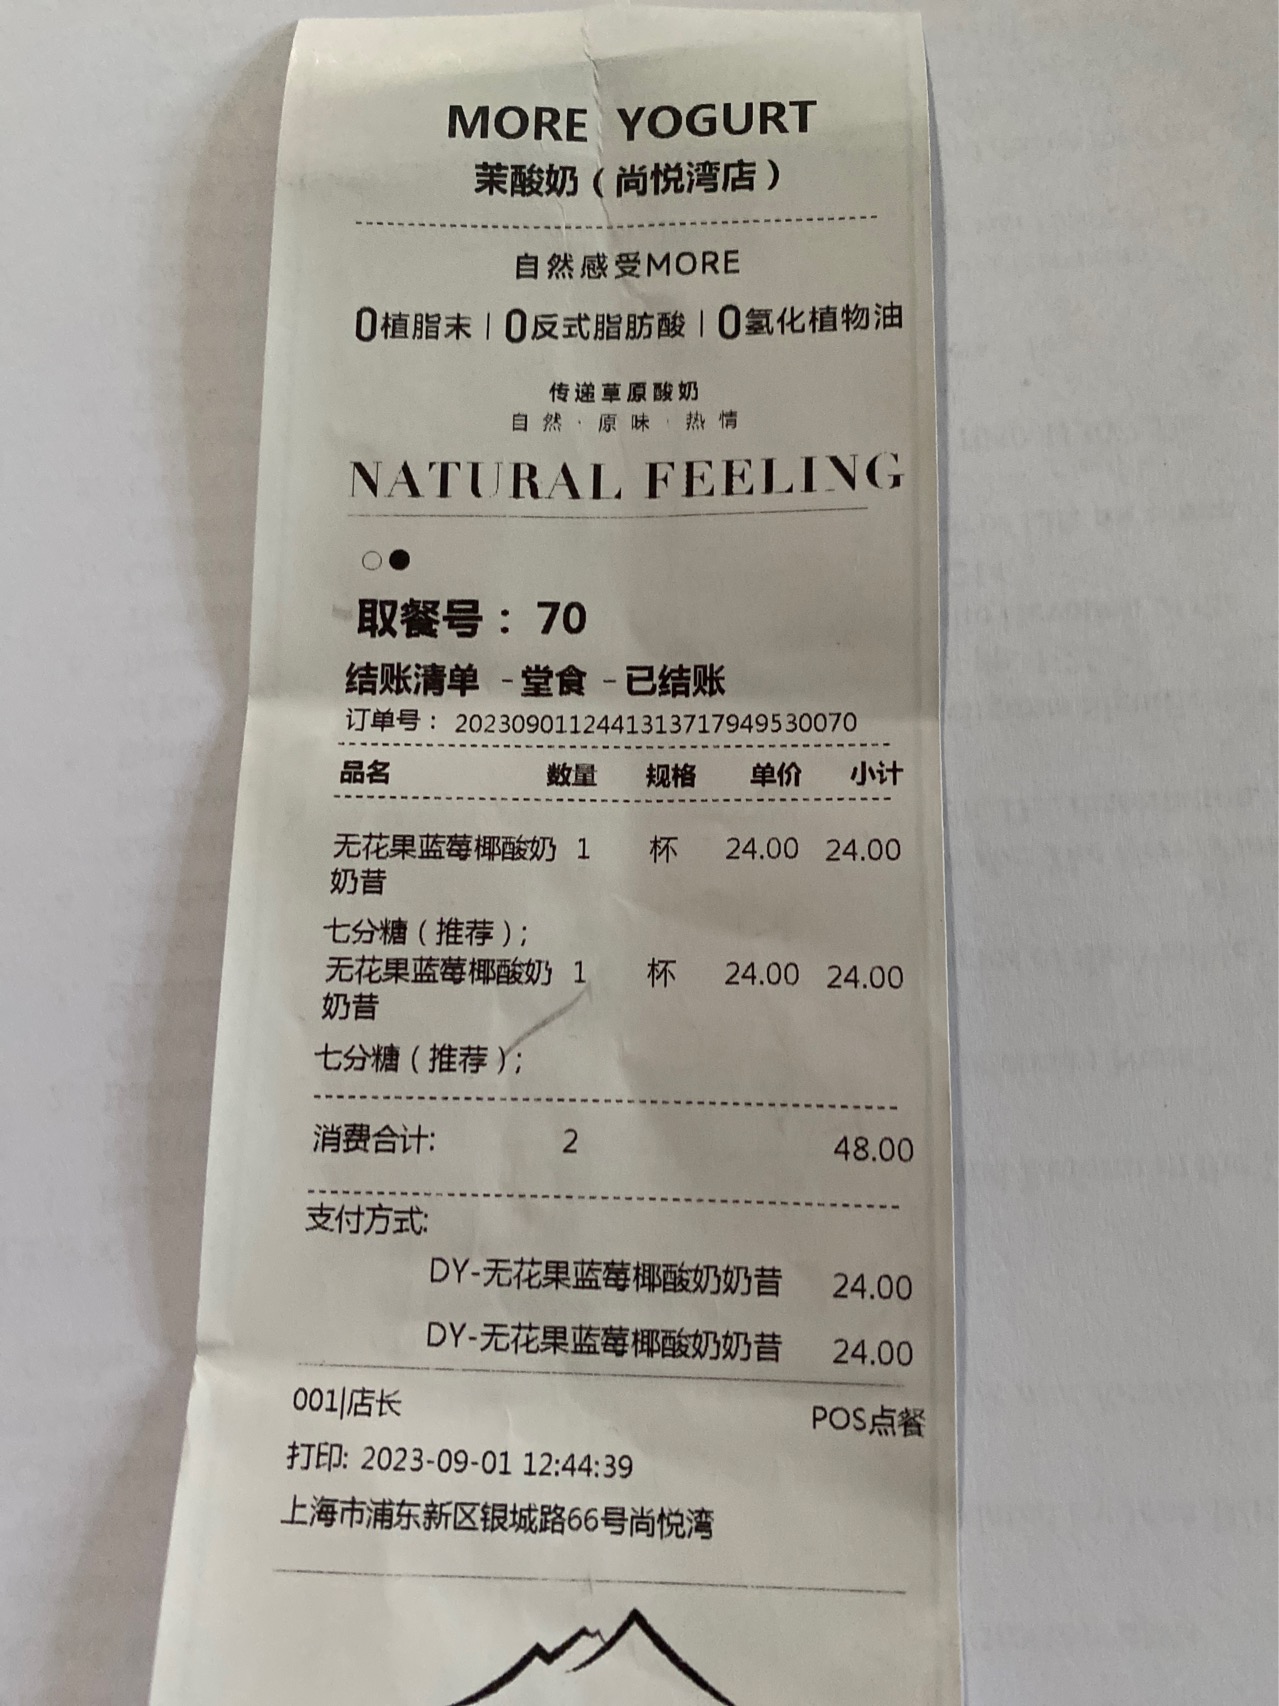 MORE YOGURT
茉酸奶（尚悦湾店）
自然感受MORE
0植脂末 | 0反式脂肪酸 | 0氢化植物油
传递草原酸奶
自然 · 原味 · 热情
NATURAL FEELING
取餐号： 70
结账清单 - 堂食 - 已结账
订单号： 20230901124413137179495300​70
品名 数量 规格 单价 小计
无花果蓝莓椰酸奶 1 杯 24.00 24.00
奶昔
七分糖（推荐）;
无花果蓝莓椰酸奶 1 杯 24.00 24.00
奶昔
七分糖（推荐）;
消费合计: 2 48.00
支付方式:
DY-无花果蓝莓椰酸奶奶昔 24.00
DY-无花果蓝莓椰酸奶奶昔 24.00
001|店长 POS点餐
打印: 2023-09-01 12:44:39
上海市浦东新区银城路66号尚悦湾